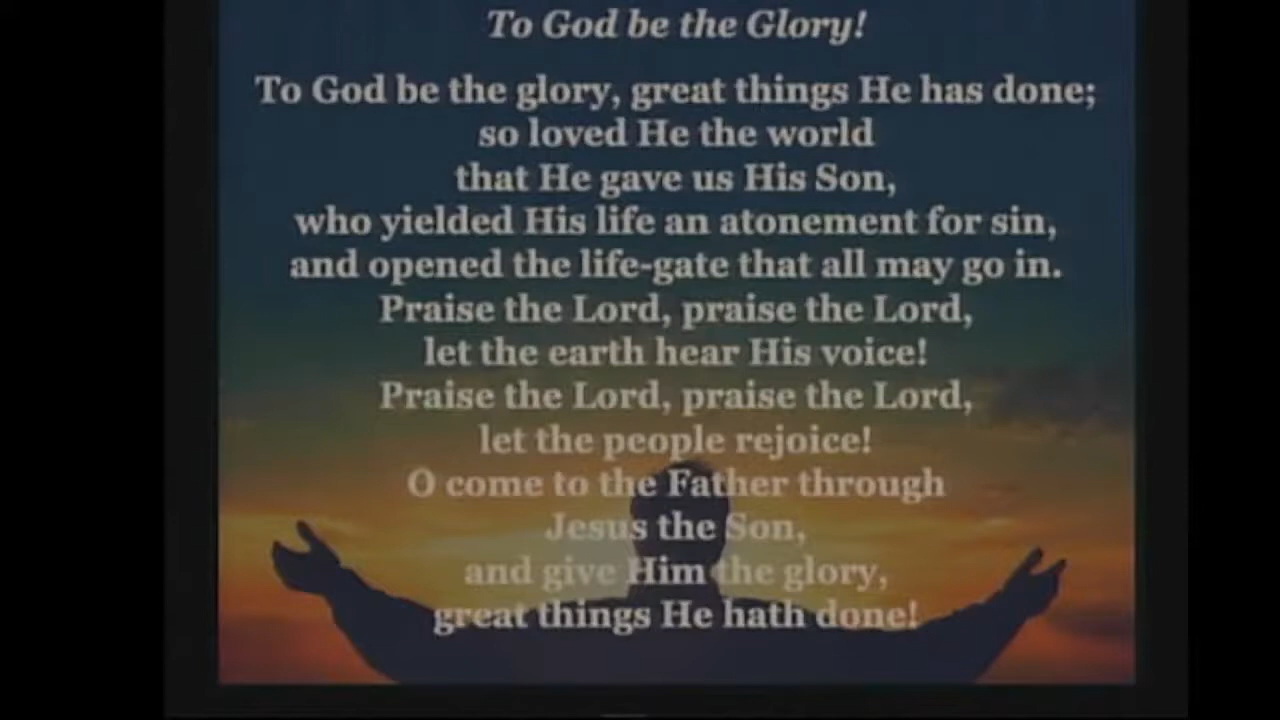 To God be the Glory!
To God be the glory, great things He has done;
so loved He the world
that He gave us His Son,
who yielded His life an atonement for sin,
and opened the life-gate that all may go in.
Praise the Lord, praise the Lord,
let the earth hear His voice!
Praise the Lord, praise the Lord,
let the people rejoice!
O come to the Father through
Jesus the Son,
and give Him the glory,
great things He hath done!